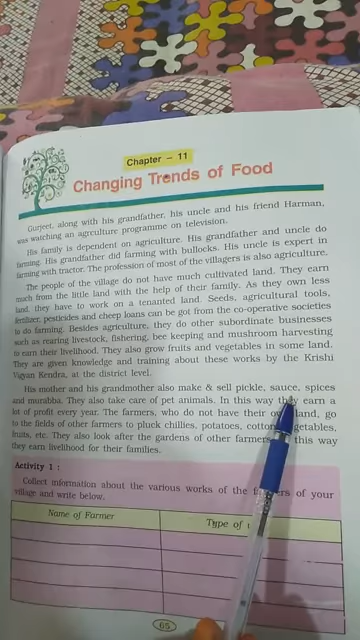 Chapter - 11
Changing Trends of Food
Gurjeet, along with his grandfather, his uncle and his friend Harman,
was watching an agrculture programme on television.
His family is dependent on agriculture. His grandfather and uncle do
farming. His grandfather did farming with bullocks. His uncle is expert in
farming with tractor. The profession of most of the villagers is also agriculture.
The people of the village do not have much cultivated land. They earn
much from the little land with the help of their family. As they own less
land, they have to work on a tenanted land. Seeds, agricultural tools,
fertilizer, pesticides and cheep loans can be got from the co-operative societies
to do farming. Besides agriculture, they do other subordinate businesses
such as rearing livestock, fishering, bee keeping and mushroom harvesting
to earn their livelihood. They also grow fruits and vegetables in some land.
They are given knowledge and training about these works by the Krishi
Vigyan Kendra, at the district level.
His mother and his grandmother also make & sell pickle, sauce, spices
and murabba. They also take care of pet animals. In this way they earn a
lot of profit every year. The farmers, who do not have their land, go
to the fields of other farmers to pluck chillies, potatoes, cotton,
fruits, etc. They also look after the gardens of other this way
they earn livelihood for their families.
Activity 1 :
Collect information about the various works of the of your
village and write below.
Name of Farmer Type of
65